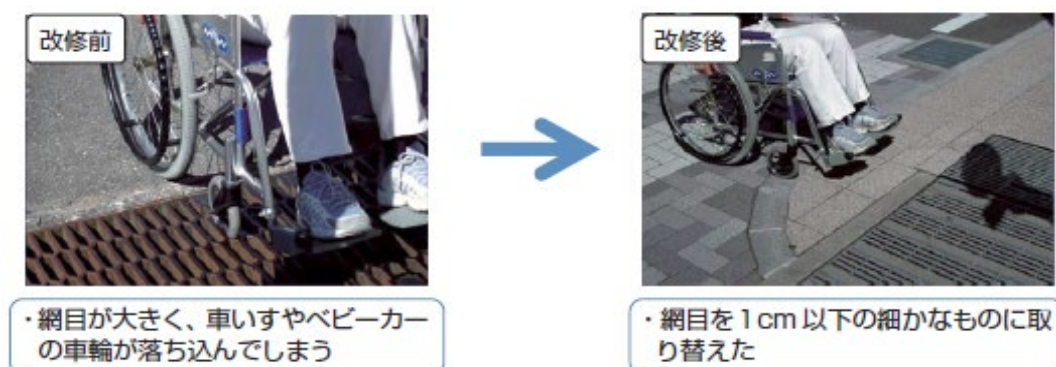 改修前
改修後
・網目が大きく、車いすやベビーカー
の車輪が落ち込んでしまう
・網目を1cm以下の細かなものに取
り替えた